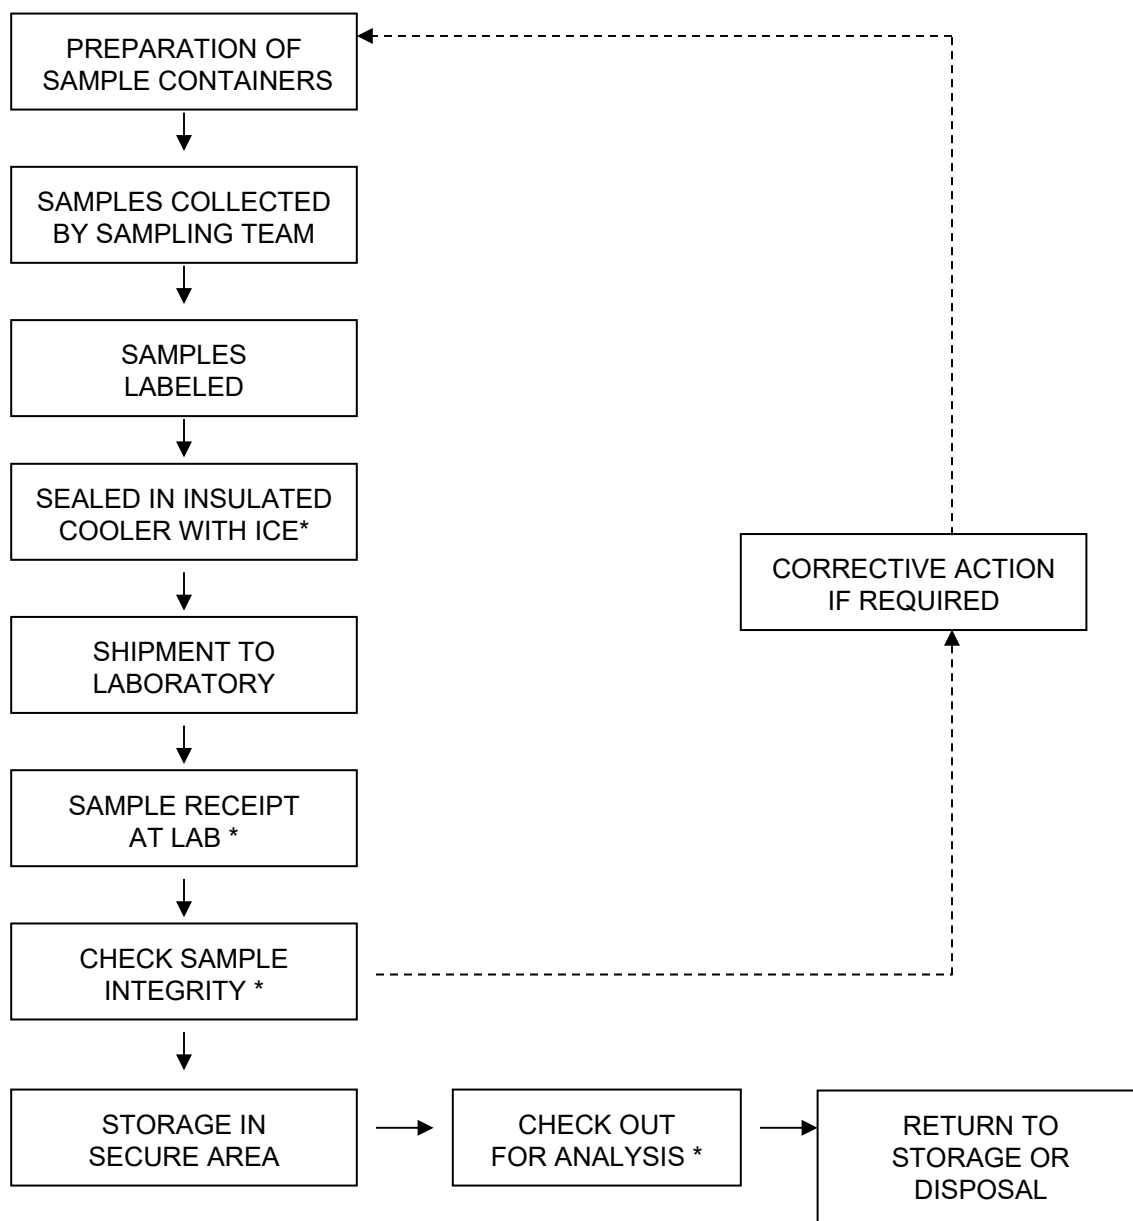 PREPARATION OF
SAMPLE CONTAINERS
SAMPLES COLLECTED
BY SAMPLING TEAM
SAMPLES
LABELED
SEALED IN INSULATED
COOLER WITH ICE*
CORRECTIVE ACTION
IF REQUIRED
SHIPMENT TO
LABORATORY
SAMPLE RECEIPT
AT LAB *
CHECK SAMPLE
INTEGRITY *
STORAGE IN
SECURE AREA
CHECK OUT
FOR ANALYSIS *
RETURN TO
STORAGE OR
DISPOSAL